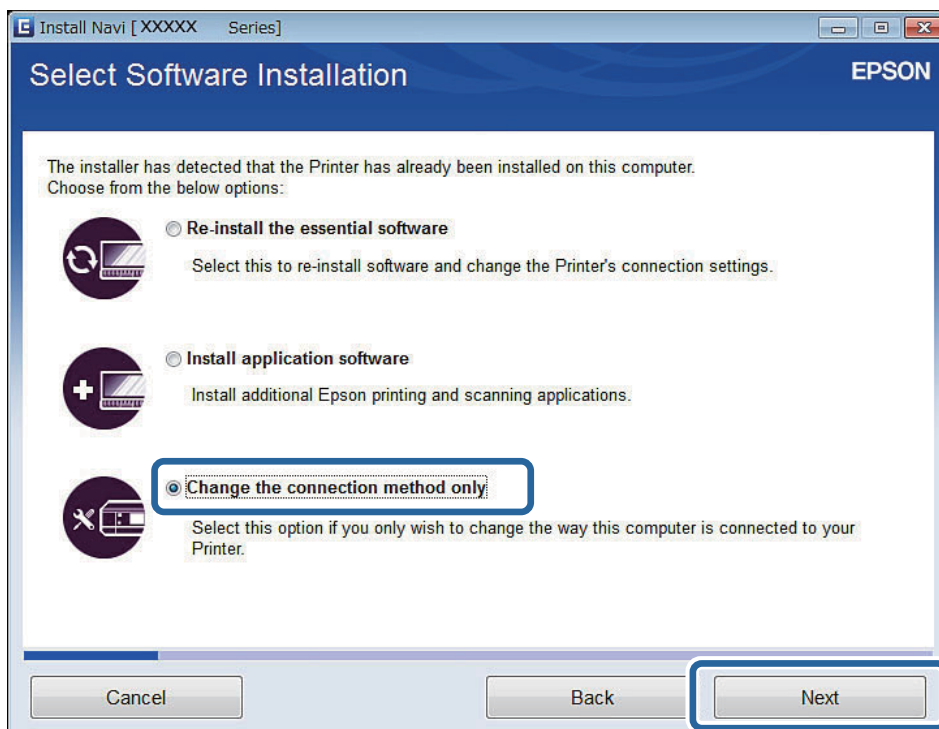 Install Navi [ XXXXX Series]
Select Software Installation
EPSON
The installer has detected that the Printer has already been installed on this computer.
Choose from the below options:
Re-install the essential software
Select this to re-install software and change the Printer's connection settings.
Install application software
Install additional Epson printing and scanning applications.
Change the connection method only
Select this option if you only wish to change the way this computer is connected to your
Printer.
Cancel
Back
Next